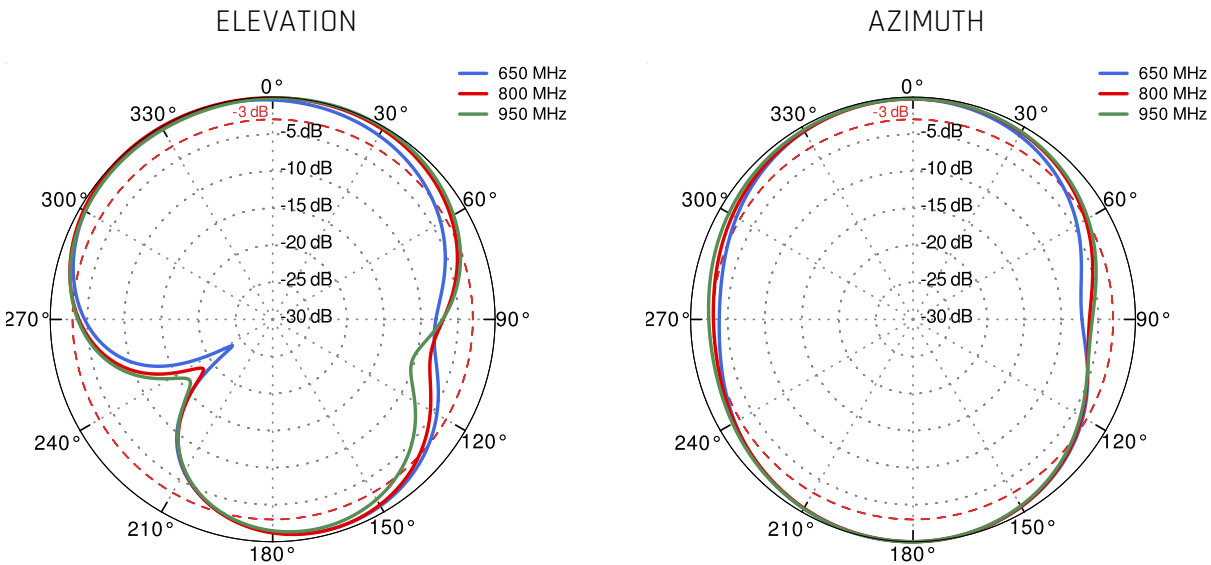 ELEVATION
650 MHz
800 MHz
950 MHz
0°
-3 dB
330°
30°
-5 dB
-10 dB
300°
60°
-15 dB
-20 dB
-25 dB
270°
-30 dB
90°
240°
120°
210°
150°
180°
AZIMUTH
650 MHz
800 MHz
950 MHz
0°
-3 dB
330°
30°
-5 dB
-10 dB
300°
60°
-15 dB
-20 dB
-25 dB
270°
-30 dB
90°
240°
120°
210°
150°
180°